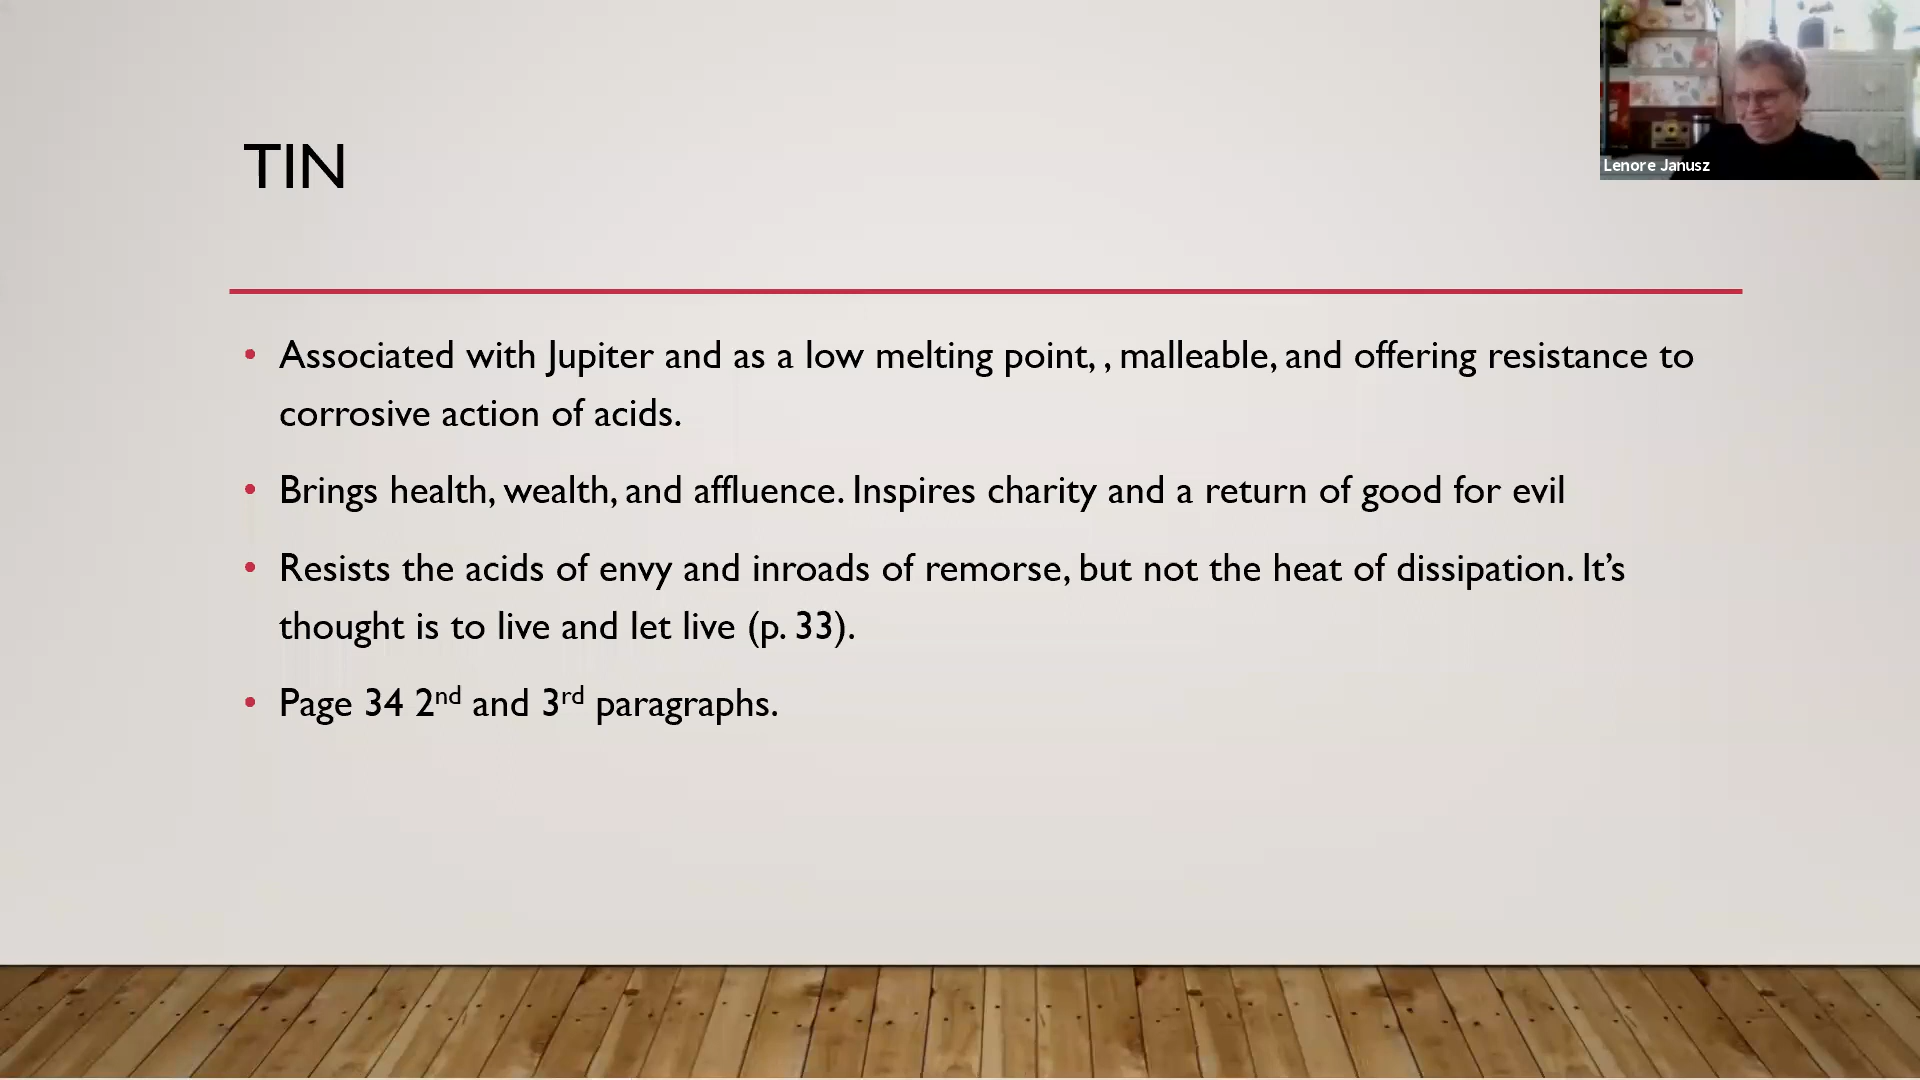 TIN
Lenore Janusz
• Associated with Jupiter and as a low melting point, , malleable, and offering resistance to
corrosive action of acids.
• Brings health, wealth, and affluence. Inspires charity and a return of good for evil
• Resists the acids of envy and inroads of remorse, but not the heat of dissipation. It’s
thought is to live and let live (p. 33).
• Page 34 2nd and 3rd paragraphs.